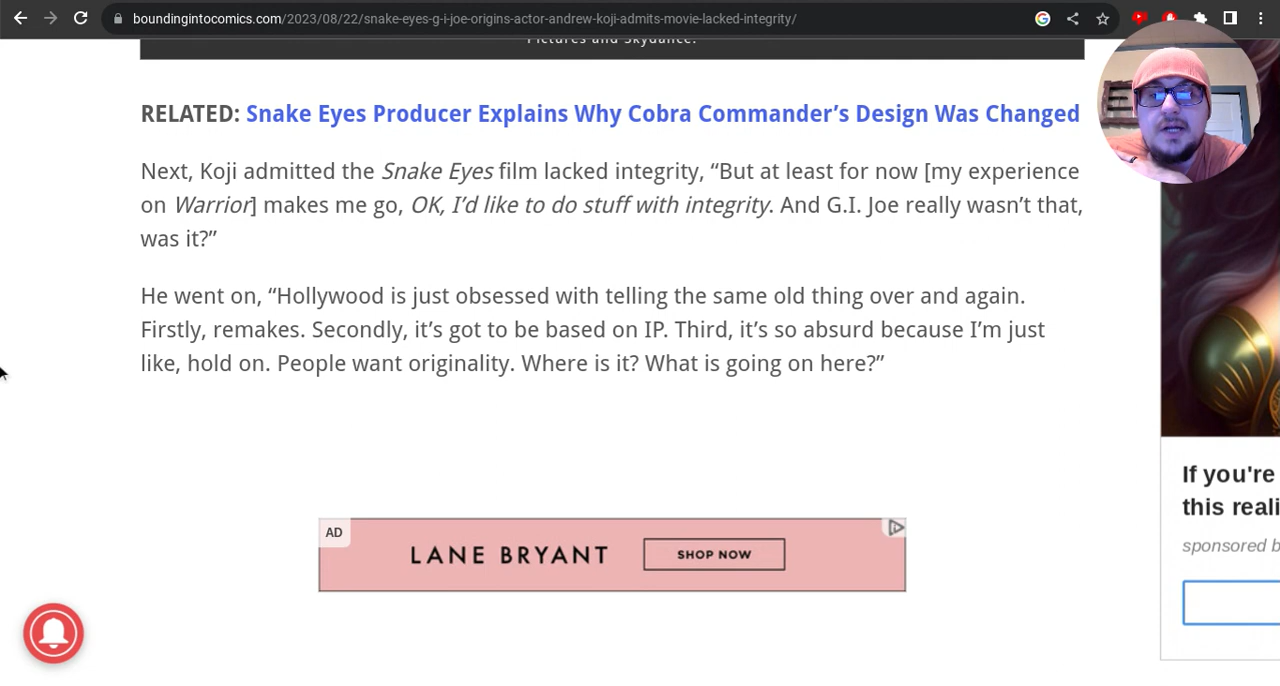 boundingintocomics.com/2023/08/22/snake-eyes-g-i-joe-origins-actor-andrew-koji-admits-movie-lacked-integrity/
Pictures and Skydance.
RELATED: Snake Eyes Producer Explains Why Cobra Commander’s Design Was Changed
Next, Koji admitted the Snake Eyes film lacked integrity, “But at least for now [my experience
on Warrior] makes me go, OK, I’d like to do stuff with integrity. And G.I. Joe really wasn’t that,
was it?”
He went on, “Hollywood is just obsessed with telling the same old thing over and again.
Firstly, remakes. Secondly, it’s got to be based on IP. Third, it’s so absurd because I’m just
like, hold on. People want originality. Where is it? What is going on here?”
AD
LANE BRYANT
SHOP NOW
If you're
this reali
sponsored b